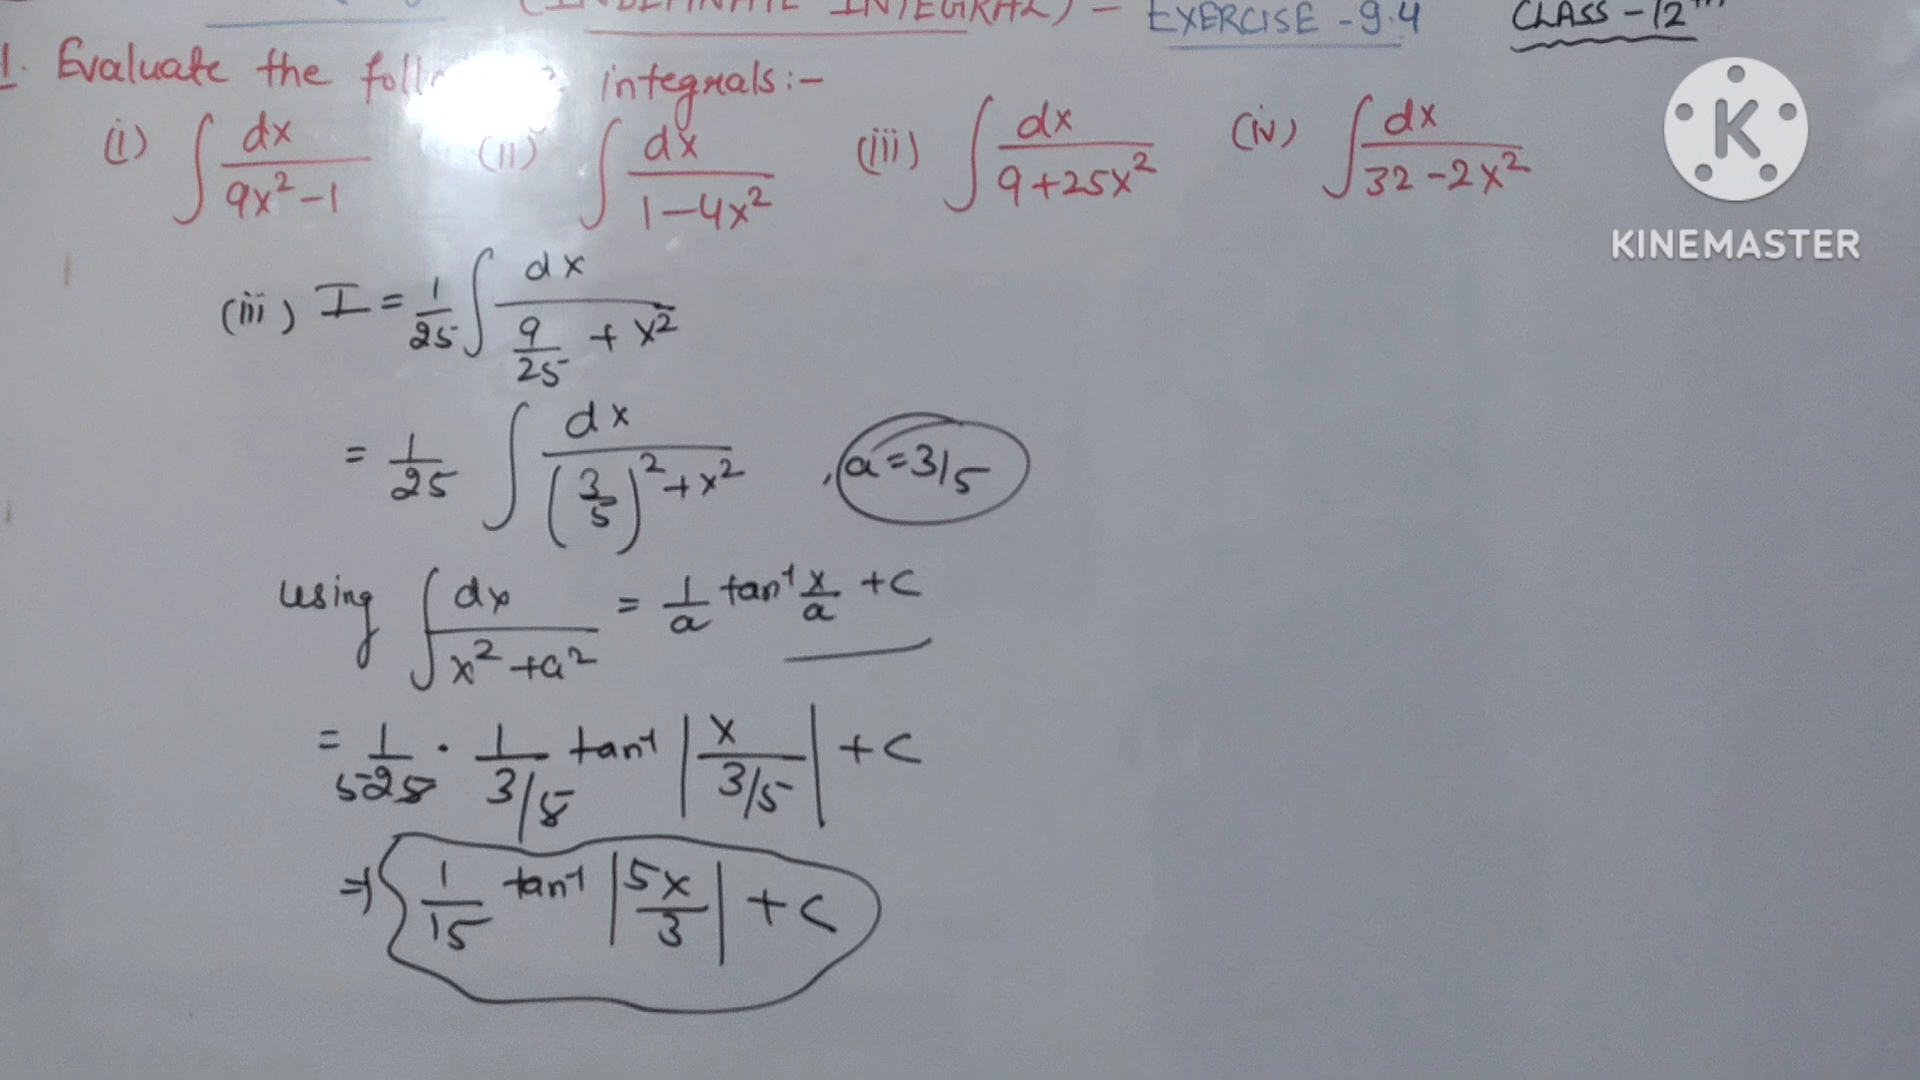 INTEGRAL) - EXERCISE - 9.4 CLASS - 12th
1. Evaluate the integrals:-
(i) ∫ dx / 9x² - 1 (ii) ∫ dx / 1 - 4x² (iii) ∫ dx / 9 + 25x² (iv) ∫ dx / 32 - 2x²
KINEMASTER
(iii) I = 1/25 ∫ dx / 9/25 + x²
= 1/25 ∫ dx / (3/5)² + x² , a = 3/5
using ∫ dx / x² + a² = 1/a tan⁻¹ x/a + c
= 1/25 · 1/3/5 tan⁻¹ | x / 3/5 | + c
⇒ 1/15 tan⁻¹ | 5x/3 | + c